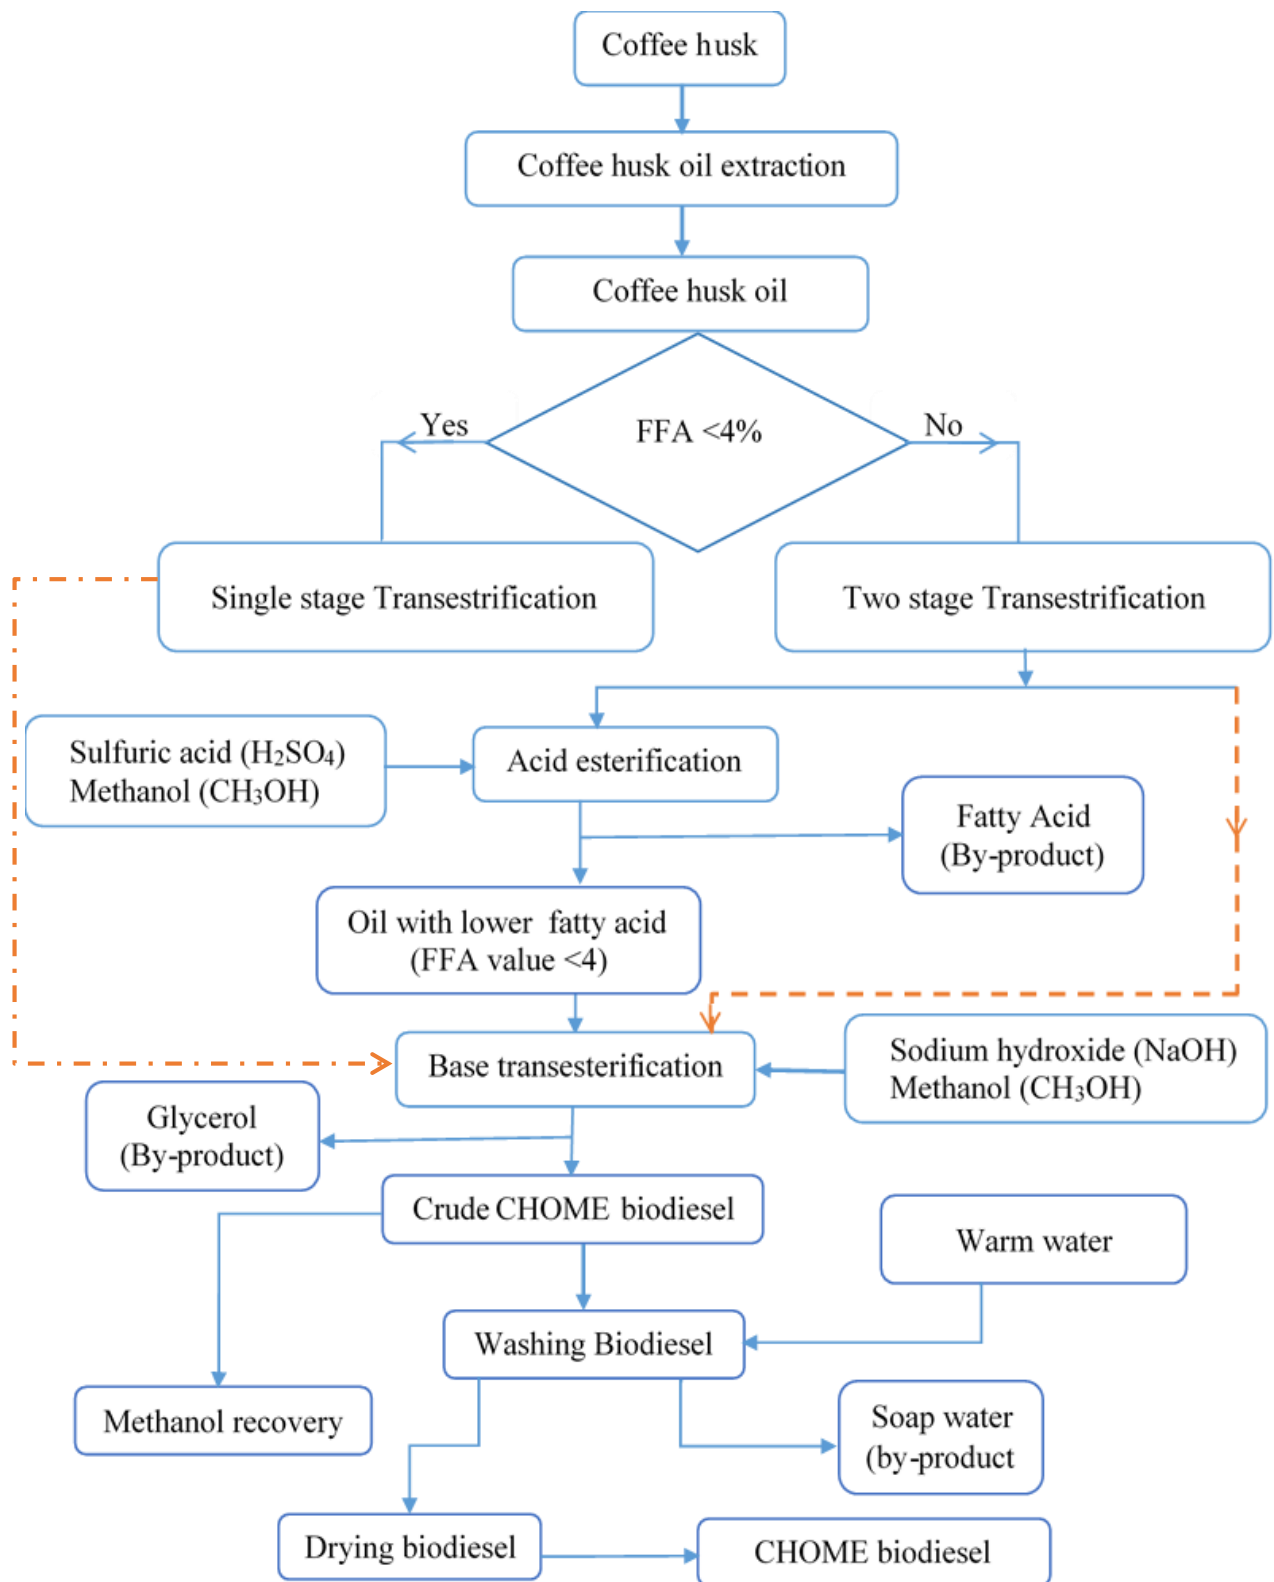 Coffee husk
Coffee husk oil extraction
Coffee husk oil
FFA <4%
Yes
No
Single stage Transestrification
Two stage Transestrification
Sulfuric acid (H₂SO₄)
Methanol (CH₃OH)
Acid esterification
Fatty Acid
(By-product)
Oil with lower fatty acid
(FFA value <4)
Base transesterification
Sodium hydroxide (NaOH)
Methanol (CH₃OH)
Glycerol
(By-product)
Crude CHOME biodiesel
Warm water
Washing Biodiesel
Methanol recovery
Soap water
(by-product
Drying biodiesel
CHOME biodiesel